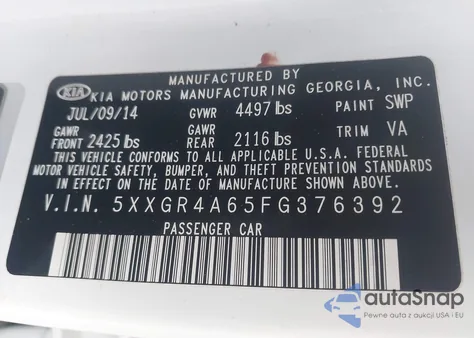 MANUFACTURED BY
KIA KIA MOTORS MANUFACTURING GEORGIA, INC.
JUL/09/14 GVWR 4497 lbs PAINT SWP
GAWR FRONT 2425 lbs GAWR REAR 2116 lbs TRIM VA
THIS VEHICLE CONFORMS TO ALL APPLICABLE U.S.A. FEDERAL
MOTOR VEHICLE SAFETY, BUMPER, AND THEFT PREVENTION STANDARDS
IN EFFECT ON THE DATE OF MANUFACTURE SHOWN ABOVE.
V.I.N. 5XXGR4A65FG376392
PASSENGER CAR
autoSnap
Pewne auta z aukcji USA i EU